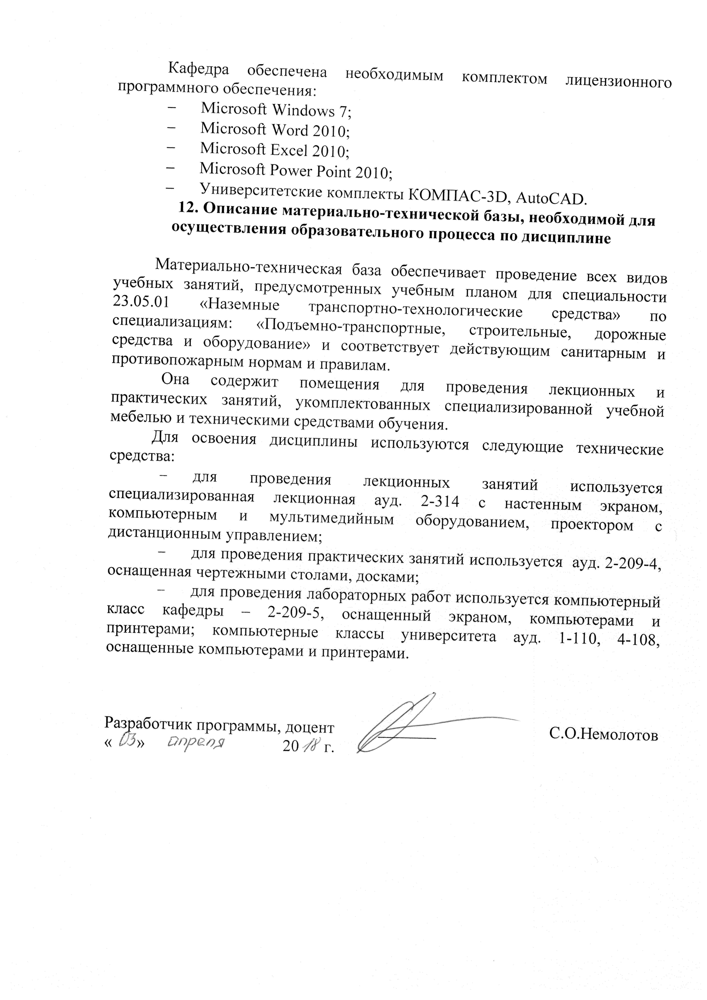 Кафедра обеспечена необходимым комплектом лицензионного
программного обеспечения:
– Microsoft Windows 7;
– Microsoft Word 2010;
– Microsoft Excel 2010;
– Microsoft Power Point 2010;
– Университетские комплекты КОМПАС-3D, AutoCAD.
12. Описание материально-технической базы, необходимой для
осуществления образовательного процесса по дисциплине
Материально-техническая база обеспечивает проведение всех видов
учебных занятий, предусмотренных учебным планом для специальности
23.05.01 «Наземные транспортно-технологические средства» по
специализациям: «Подъемно-транспортные, строительные, дорожные
средства и оборудование» и соответствует действующим санитарным и
противопожарным нормам и правилам.
Она содержит помещения для проведения лекционных и
практических занятий, укомплектованных специализированной учебной
мебелью и техническими средствами обучения.
Для освоения дисциплины используются следующие технические
средства:
– для проведения лекционных занятий используется
специализированная лекционная ауд. 2-314 с настенным экраном,
компьютерным и мультимедийным оборудованием, проектором с
дистанционным управлением;
– для проведения практических занятий используется ауд. 2-209-4,
оснащенная чертежными столами, досками;
– для проведения лабораторных работ используется компьютерный
класс кафедры – 2-209-5, оснащенный экраном, компьютерами и
принтерами; компьютерные классы университета ауд. 1-110, 4-108,
оснащенные компьютерами и принтерами.
Разработчик программы, доцент С.О.Немолотов
« 03» апреля 20 18 г.